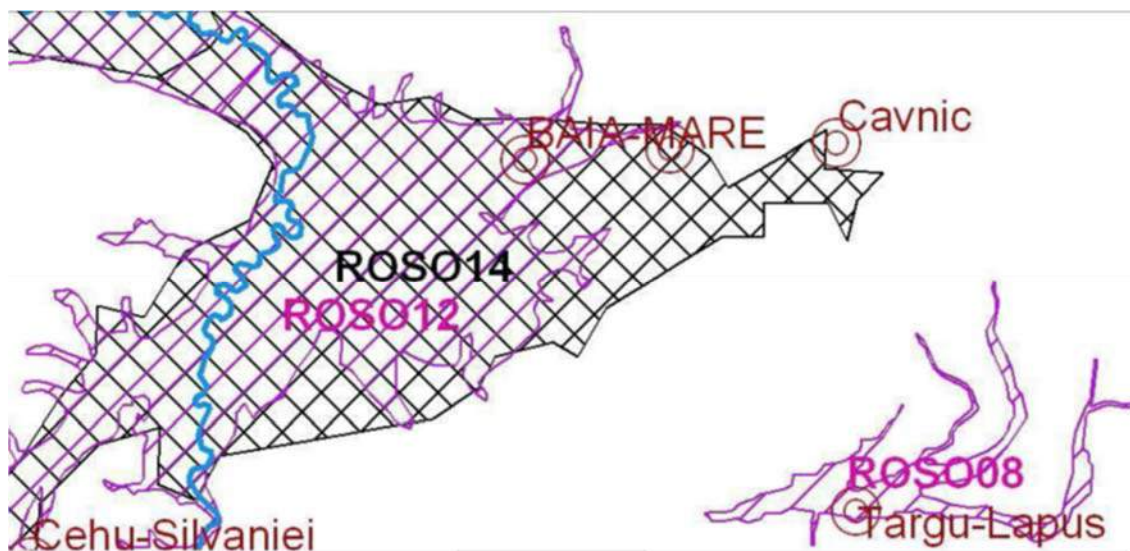 Cavnic
BAIA-MARE
ROSO14
ROSO12
ROSO08
Targu-Lapus
Cehu-Silvaniei